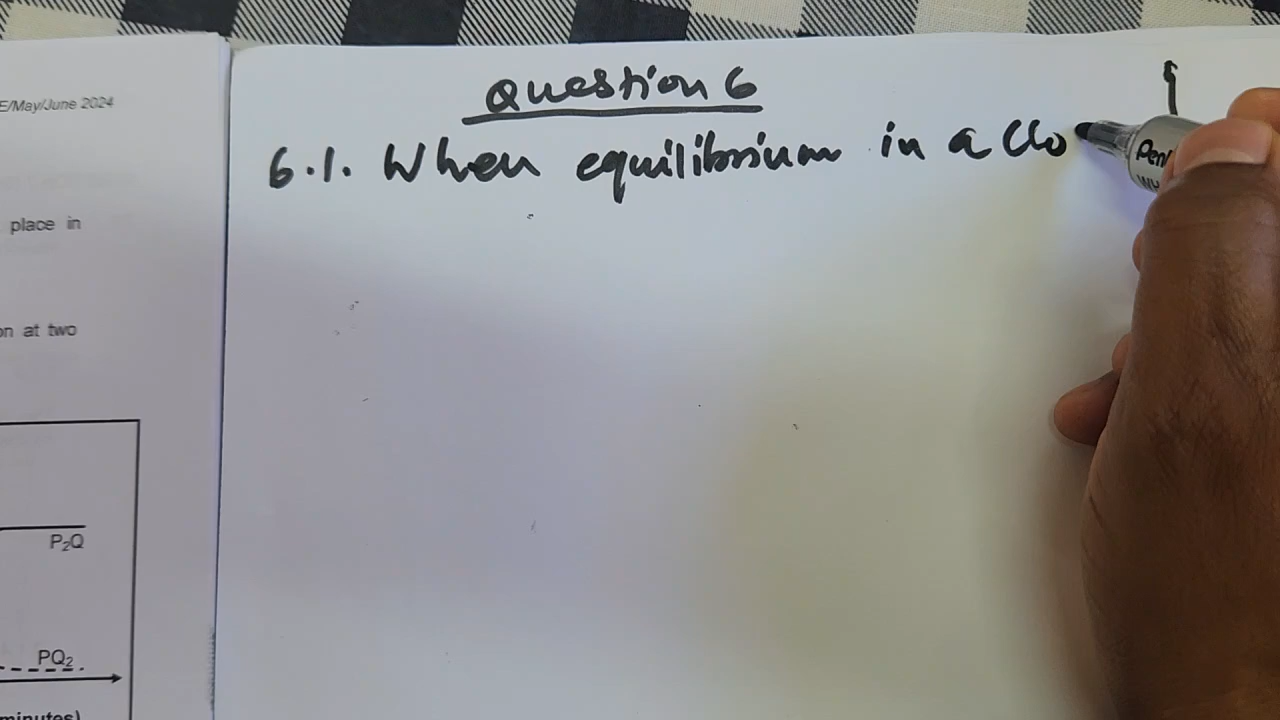 E/May/June 2024
place in
on at two
P₂Q
PQ₂
minutes)
Question 6
6.1. When equilibrium in a Clo
Pen